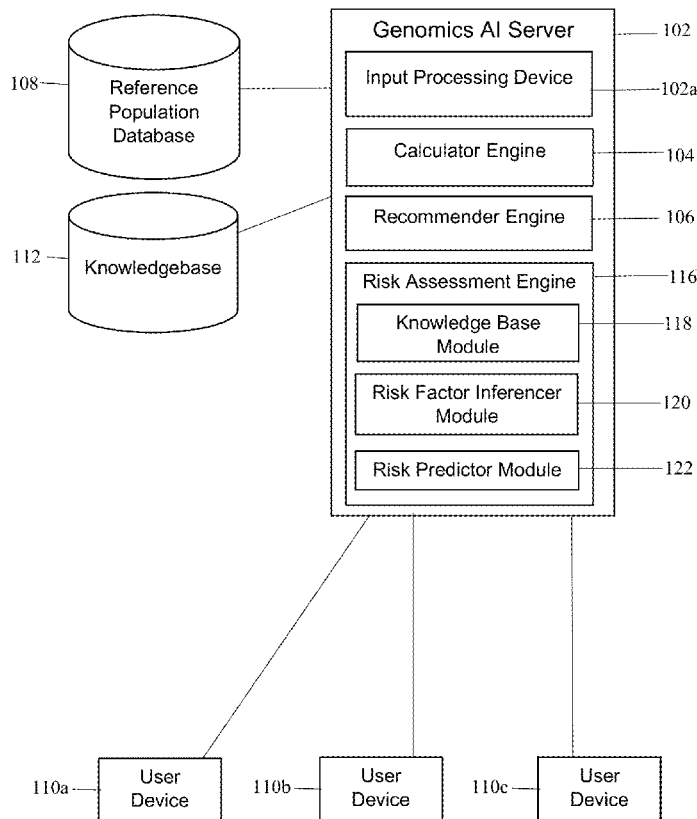 Genomics AI Server
102
Input Processing Device
102a
108
Reference
Population
Database
Calculator Engine
104
Recommender Engine
106
112
Knowledgebase
Risk Assessment Engine
116
Knowledge Base
Module
118
Risk Factor Inferencer
Module
120
Risk Predictor Module
122
110a
User
Device
110b
User
Device
110c
User
Device